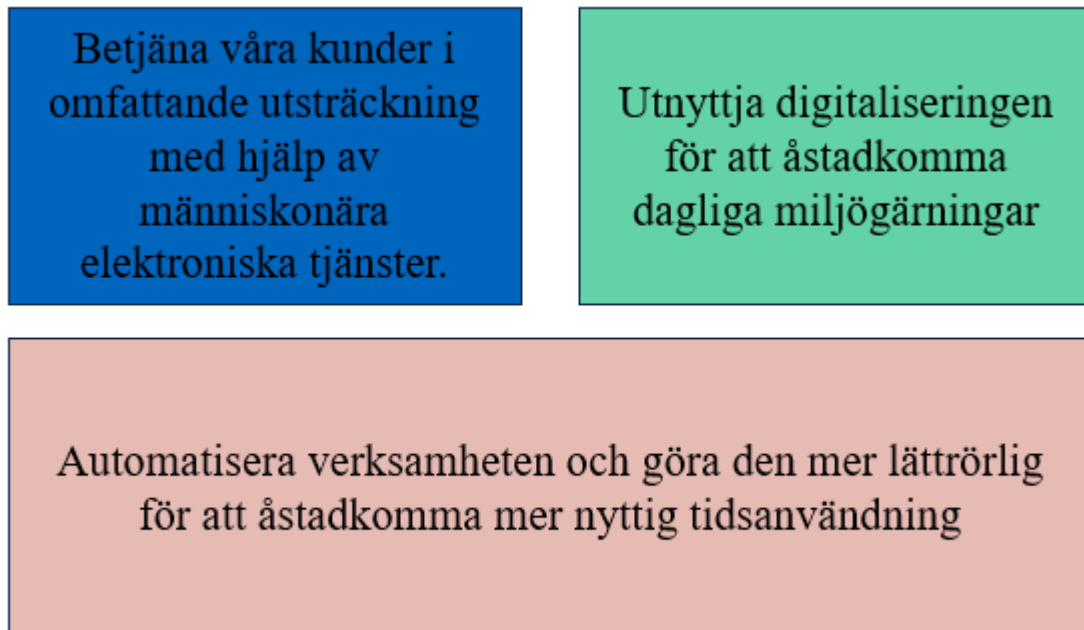 Betjäna våra kunder i
omfattande utsträckning
med hjälp av
människonära
elektroniska tjänster.
Utnyttja digitaliseringen
för att åstadkomma
dagliga miljögärningar
Automatisera verksamheten och göra den mer lättrörlig
för att åstadkomma mer nyttig tidsanvändning